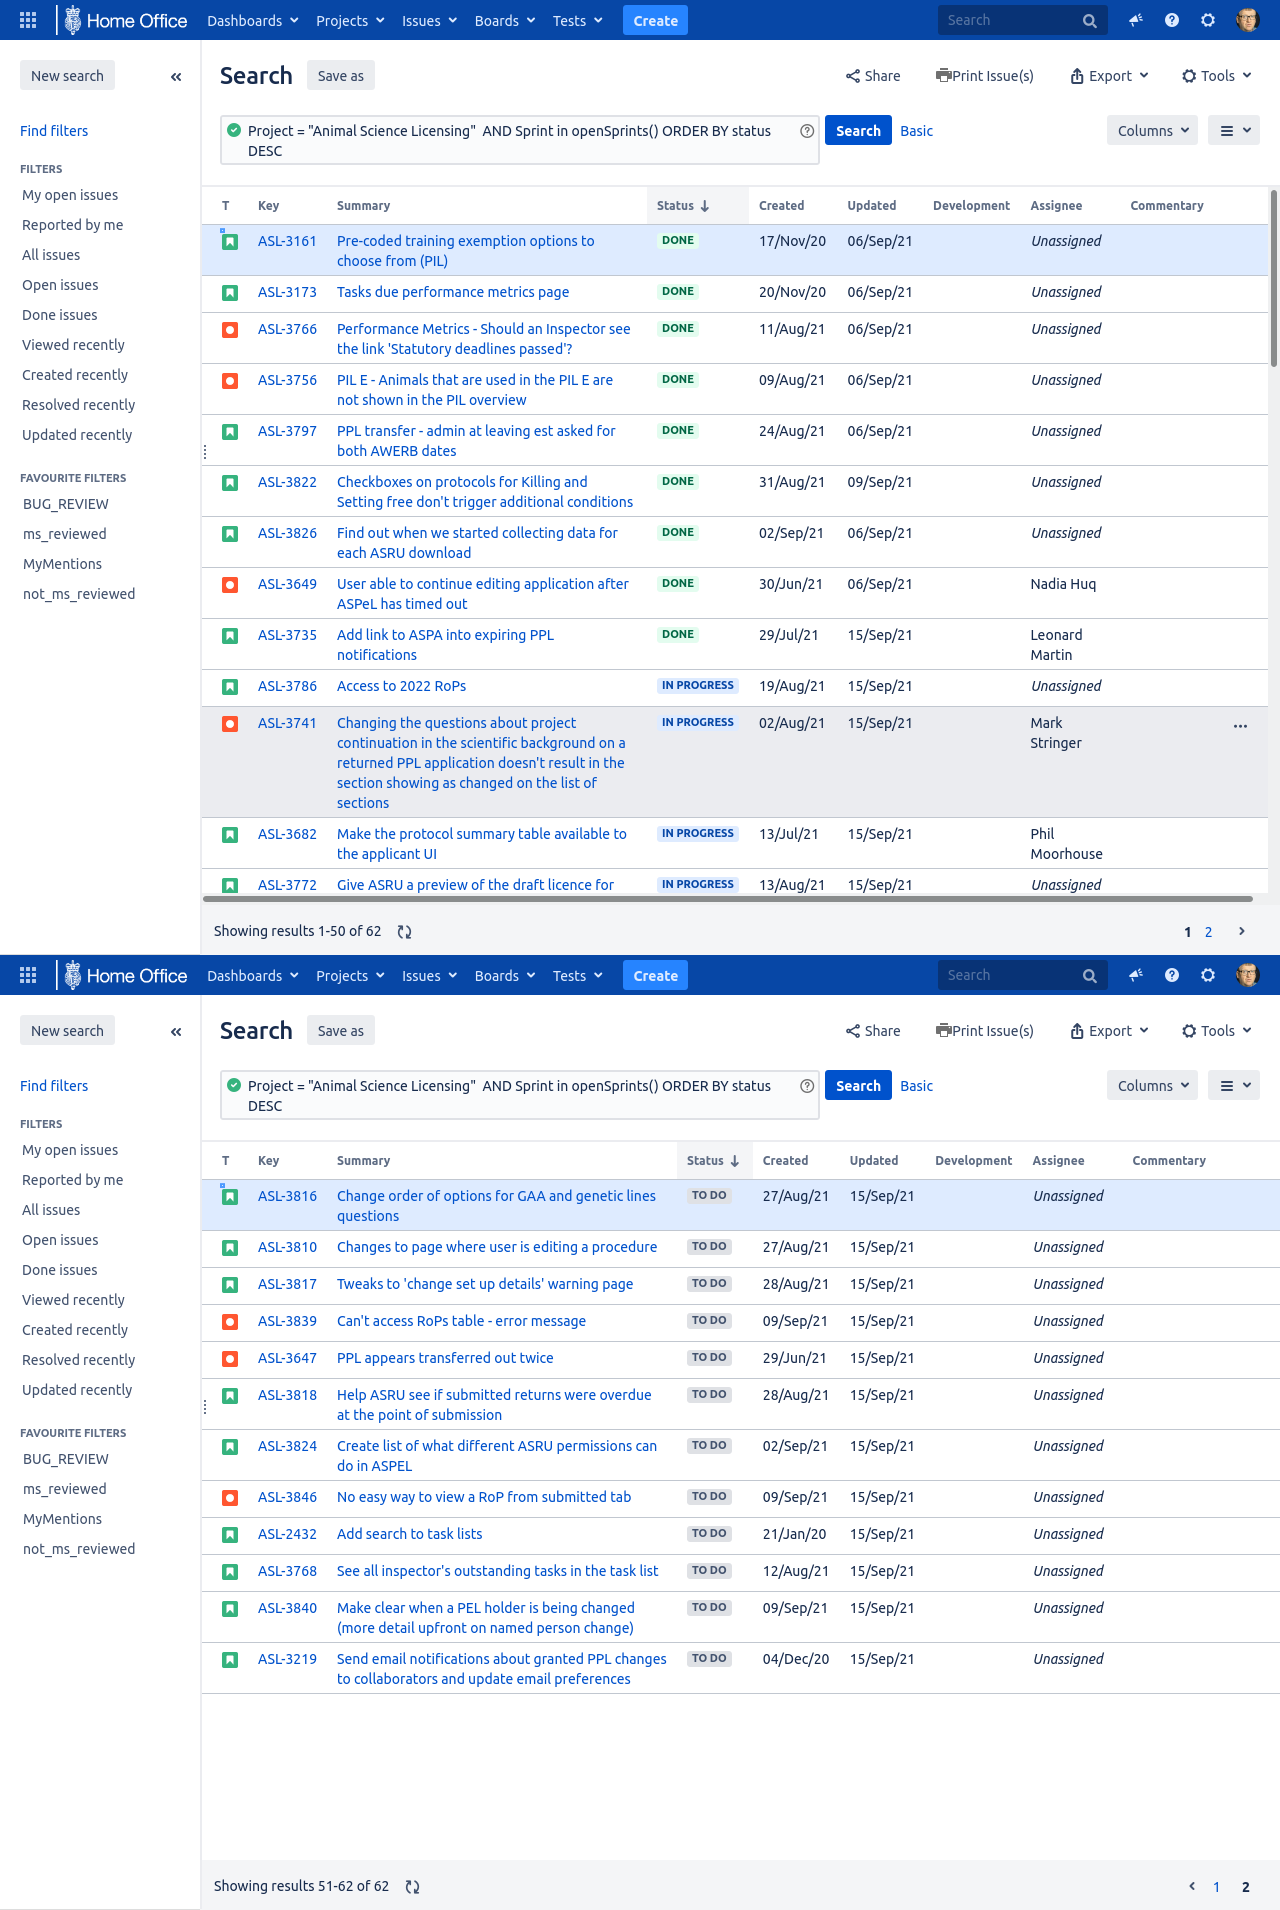 Home Office Dashboards Projects Issues Boards Tests Create Search
New search
Search Save as Share Print Issue(s) Export Tools
Find filters
Project = "Animal Science Licensing"  AND Sprint in openSprints() ORDER BY status
DESC
Search Basic Columns
FILTERS
My open issues
Reported by me
All issues
Open issues
Done issues
Viewed recently
Created recently
Resolved recently
Updated recently
FAVOURITE FILTERS
BUG_REVIEW
ms_reviewed
MyMentions
not_ms_reviewed
T Key Summary Status Created Updated Development Assignee Commentary
ASL-3161 Pre-coded training exemption options to DONE 17/Nov/20 06/Sep/21 Unassigned
choose from (PIL)
ASL-3173 Tasks due performance metrics page DONE 20/Nov/20 06/Sep/21 Unassigned
ASL-3766 Performance Metrics - Should an Inspector see DONE 11/Aug/21 06/Sep/21 Unassigned
the link 'Statutory deadlines passed'?
ASL-3756 PIL E - Animals that are used in the PIL E are DONE 09/Aug/21 06/Sep/21 Unassigned
not shown in the PIL overview
ASL-3797 PPL transfer - admin at leaving est asked for DONE 24/Aug/21 06/Sep/21 Unassigned
both AWERB dates
ASL-3822 Checkboxes on protocols for Killing and DONE 31/Aug/21 09/Sep/21 Unassigned
Setting free don't trigger additional conditions
ASL-3826 Find out when we started collecting data for DONE 02/Sep/21 06/Sep/21 Unassigned
each ASRU download
ASL-3649 User able to continue editing application after DONE 30/Jun/21 06/Sep/21 Nadia Huq
ASPeL has timed out
ASL-3735 Add link to ASPA into expiring PPL DONE 29/Jul/21 15/Sep/21 Leonard
notifications Martin
ASL-3786 Access to 2022 RoPs IN PROGRESS 19/Aug/21 15/Sep/21 Unassigned
ASL-3741 Changing the questions about project IN PROGRESS 02/Aug/21 15/Sep/21 Mark
continuation in the scientific background on a Stringer
returned PPL application doesn't result in the
section showing as changed on the list of
sections
ASL-3682 Make the protocol summary table available to IN PROGRESS 13/Jul/21 15/Sep/21 Phil
the applicant UI Moorhouse
ASL-3772 Give ASRU a preview of the draft licence for IN PROGRESS 13/Aug/21 15/Sep/21 Unassigned
Showing results 1-50 of 62 1 2
Home Office Dashboards Projects Issues Boards Tests Create Search
New search
Search Save as Share Print Issue(s) Export Tools
Find filters
Project = "Animal Science Licensing"  AND Sprint in openSprints() ORDER BY status
DESC
Search Basic Columns
FILTERS
My open issues
Reported by me
All issues
Open issues
Done issues
Viewed recently
Created recently
Resolved recently
Updated recently
FAVOURITE FILTERS
BUG_REVIEW
ms_reviewed
MyMentions
not_ms_reviewed
T Key Summary Status Created Updated Development Assignee Commentary
ASL-3816 Change order of options for GAA and genetic lines TO DO 27/Aug/21 15/Sep/21 Unassigned
questions
ASL-3810 Changes to page where user is editing a procedure TO DO 27/Aug/21 15/Sep/21 Unassigned
ASL-3817 Tweaks to 'change set up details' warning page TO DO 28/Aug/21 15/Sep/21 Unassigned
ASL-3839 Can't access RoPs table - error message TO DO 09/Sep/21 15/Sep/21 Unassigned
ASL-3647 PPL appears transferred out twice TO DO 29/Jun/21 15/Sep/21 Unassigned
ASL-3818 Help ASRU see if submitted returns were overdue TO DO 28/Aug/21 15/Sep/21 Unassigned
at the point of submission
ASL-3824 Create list of what different ASRU permissions can TO DO 02/Sep/21 15/Sep/21 Unassigned
do in ASPEL
ASL-3846 No easy way to view a RoP from submitted tab TO DO 09/Sep/21 15/Sep/21 Unassigned
ASL-2432 Add search to task lists TO DO 21/Jan/20 15/Sep/21 Unassigned
ASL-3768 See all inspector's outstanding tasks in the task list TO DO 12/Aug/21 15/Sep/21 Unassigned
ASL-3840 Make clear when a PEL holder is being changed TO DO 09/Sep/21 15/Sep/21 Unassigned
(more detail upfront on named person change)
ASL-3219 Send email notifications about granted PPL changes TO DO 04/Dec/20 15/Sep/21 Unassigned
to collaborators and update email preferences
Showing results 51-62 of 62 1 2